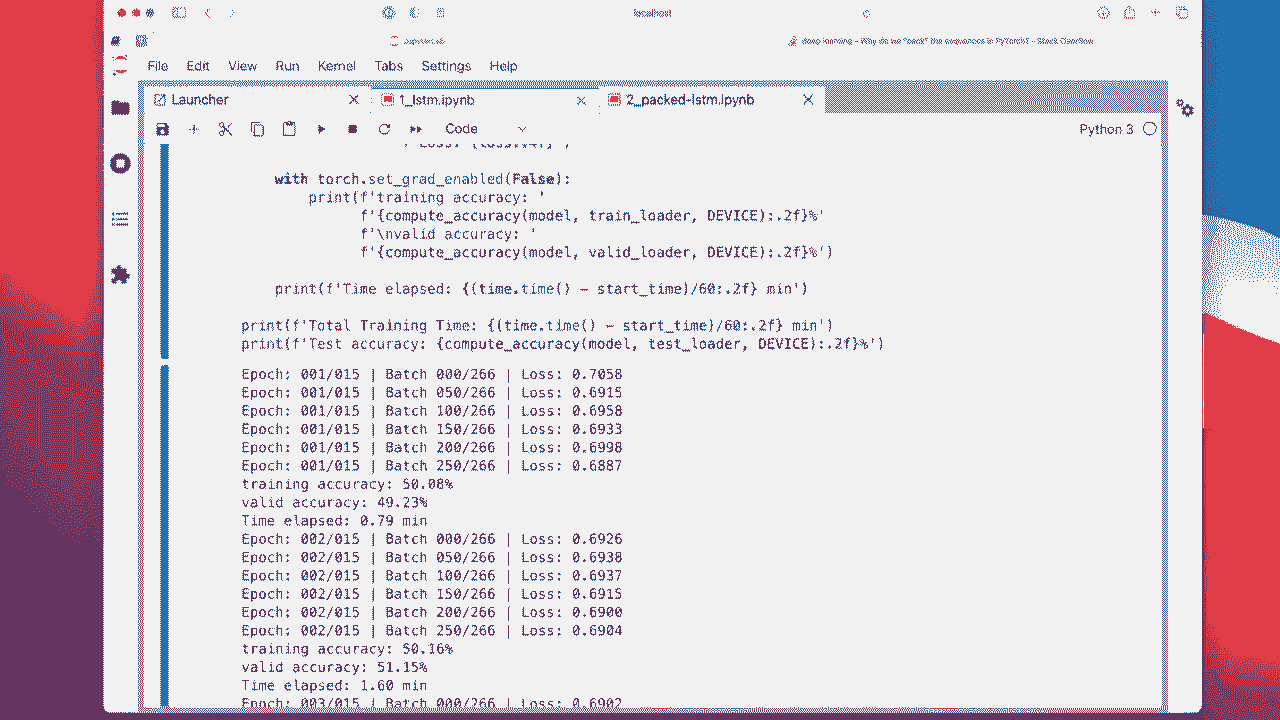 localhost
deep learning - Why do we "pack" the sequences in PyTorch? - Stack Overflow
File Edit View Run Kernel Tabs Settings Help
Launcher 1_lstm.ipynb 2_packed-lstm.ipynb
Code Python 3
with torch.set_grad_enabled(False):
print(f'training accuracy: '
f'{compute_accuracy(model, train_loader, DEVICE):.2f}%'
f'\nvalid accuracy: '
f'{compute_accuracy(model, valid_loader, DEVICE):.2f}%')
print(f'Time elapsed: {(time.time() - start_time)/60:.2f} min')
print(f'Total Training Time: {(time.time() - start_time)/60:.2f} min')
print(f'Test accuracy: {compute_accuracy(model, test_loader, DEVICE):.2f}%')
Epoch: 001/015 | Batch 000/266 | Loss: 0.7058
Epoch: 001/015 | Batch 050/266 | Loss: 0.6915
Epoch: 001/015 | Batch 100/266 | Loss: 0.6958
Epoch: 001/015 | Batch 150/266 | Loss: 0.6933
Epoch: 001/015 | Batch 200/266 | Loss: 0.6998
Epoch: 001/015 | Batch 250/266 | Loss: 0.6887
training accuracy: 50.08%
valid accuracy: 49.23%
Time elapsed: 0.79 min
Epoch: 002/015 | Batch 000/266 | Loss: 0.6926
Epoch: 002/015 | Batch 050/266 | Loss: 0.6938
Epoch: 002/015 | Batch 100/266 | Loss: 0.6937
Epoch: 002/015 | Batch 150/266 | Loss: 0.6915
Epoch: 002/015 | Batch 200/266 | Loss: 0.6900
Epoch: 002/015 | Batch 250/266 | Loss: 0.6904
training accuracy: 50.16%
valid accuracy: 51.15%
Time elapsed: 1.60 min
Epoch: 003/015 | Batch 000/266 | Loss: 0.6902